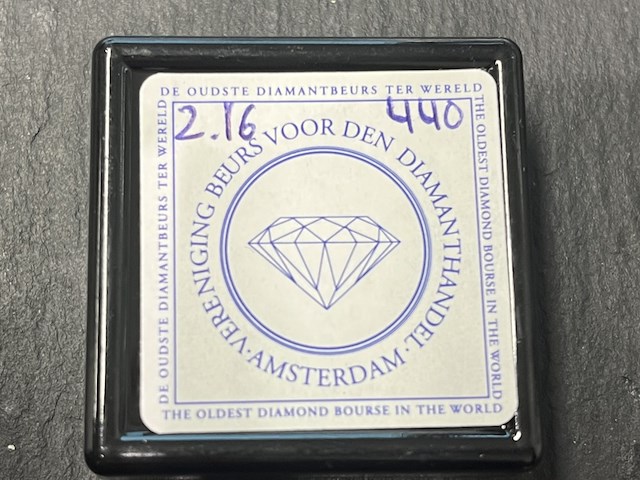 DE OUDSTE DIAMANTBEURS TER WERELD
THE OLDEST DIAMOND BOURSE IN THE WORLD
DE OUDSTE DIAMANTBEURS TER WERELD
2.16
440
VERENIGING BEURS VOOR DEN DIAMANTHANDEL
·AMSTERDAM·
THE OLDEST DIAMOND BOURSE IN THE WORLD